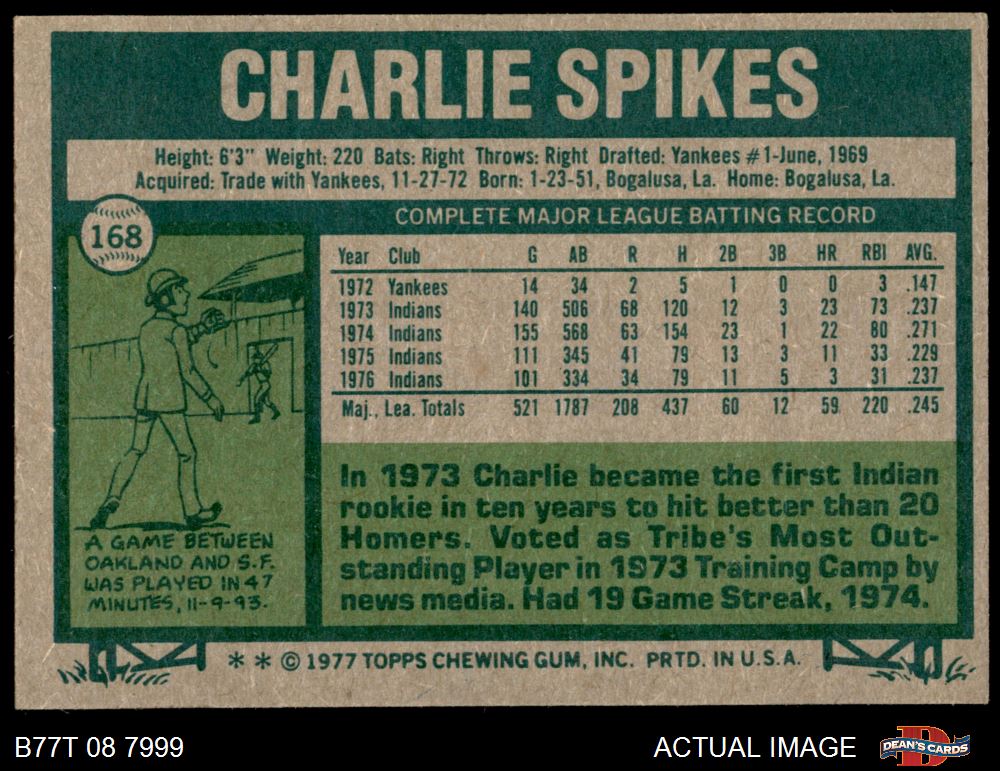 CHARLIE SPIKES
Height: 6'3" Weight: 220 Bats: Right Throws: Right Drafted: Yankees #1-June, 1969
Acquired: Trade with Yankees, 11-27-72 Born: 1-23-51, Bogalusa, La. Home: Bogalusa, La.
168
COMPLETE MAJOR LEAGUE BATTING RECORD
Year Club G AB R H 2B 3B HR RBI AVG.
1972 Yankees 14 34 2 5 1 0 0 3 .147
1973 Indians 140 506 68 120 12 3 23 73 .237
1974 Indians 155 568 63 154 23 1 22 80 .271
1975 Indians 111 345 41 79 13 3 11 33 .229
1976 Indians 101 334 34 79 11 5 3 31 .237
Maj., Lea. Totals 521 1787 208 437 60 12 59 220 .245
A GAME BETWEEN
OAKLAND AND S.F.
WAS PLAYED IN 47
MINUTES, 11-9-93.
In 1973 Charlie became the first Indian
rookie in ten years to hit better than 20
Homers. Voted as Tribe's Most Out-
standing Player in 1973 Training Camp by
news media. Had 19 Game Streak, 1974.
** © 1977 TOPPS CHEWING GUM, INC. PRTD. IN U.S.A.
B77T 08 7999
ACTUAL IMAGE
DEAN'S CARDS